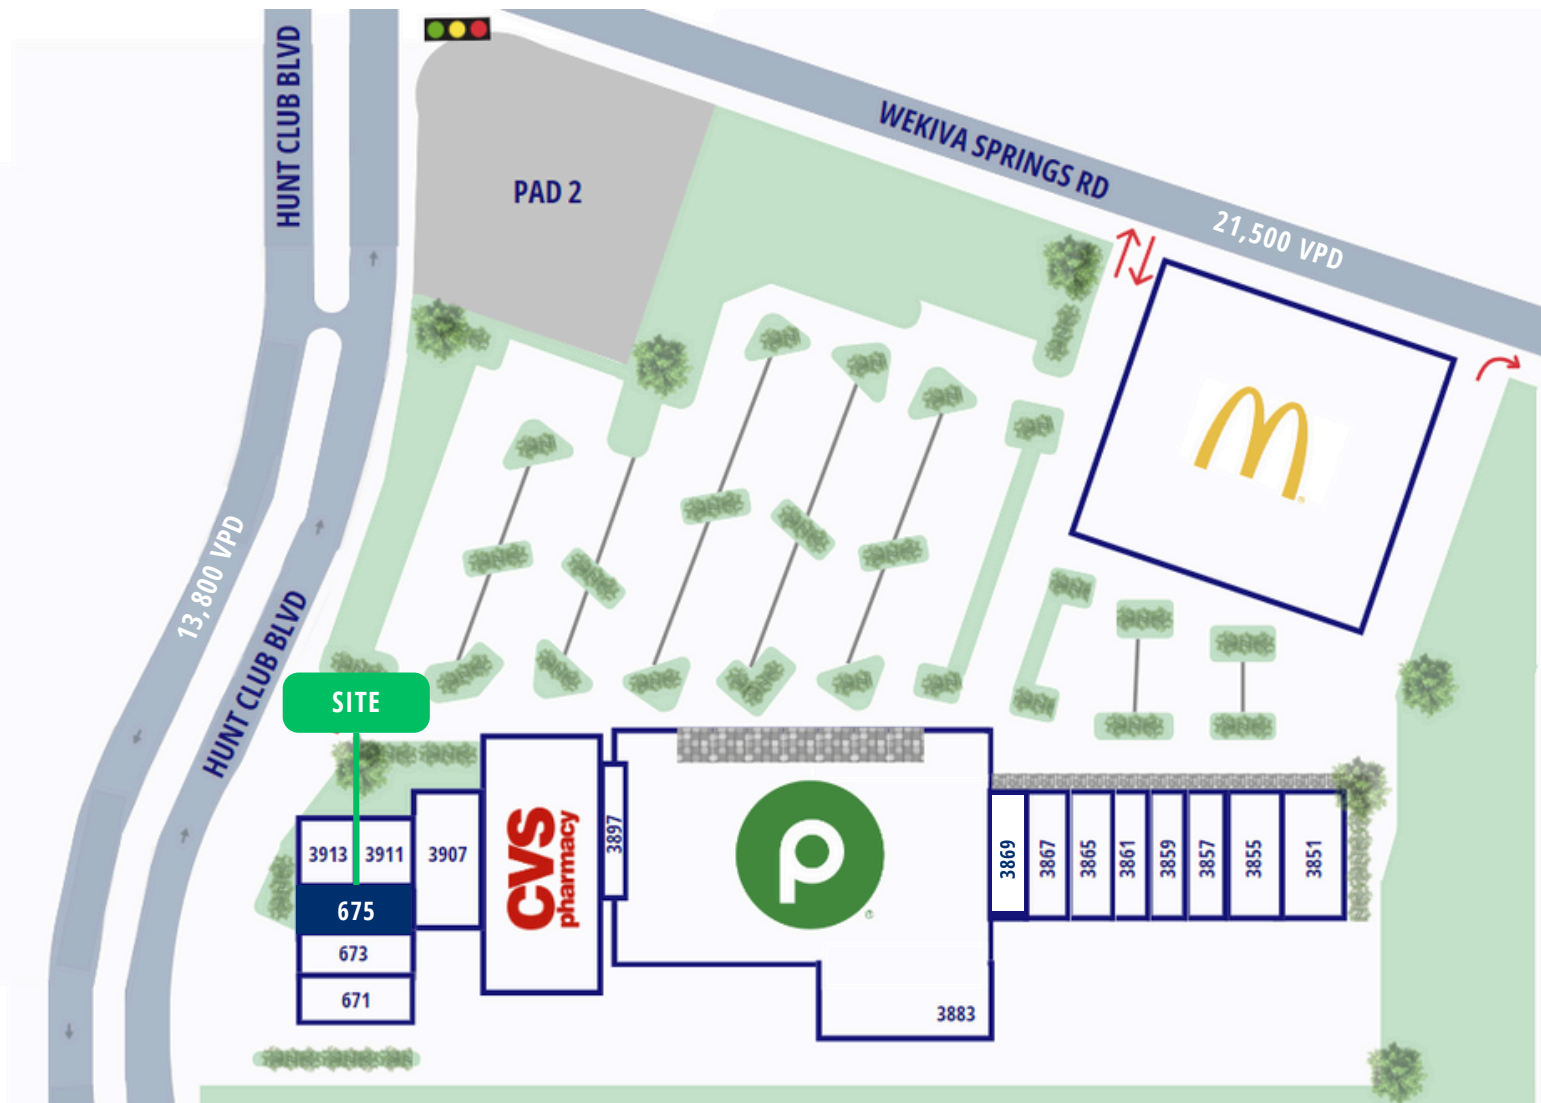 HUNT CLUB BLVD
WEKIVA SPRINGS RD
21,500 VPD
PAD 2
13,800 VPD
HUNT CLUB BLVD
SITE
3913
3911
3907
675
673
671
CVS
pharmacy
3897
P
®
3883
3869
3867
3865
3861
3859
3857
3855
3851
M
®